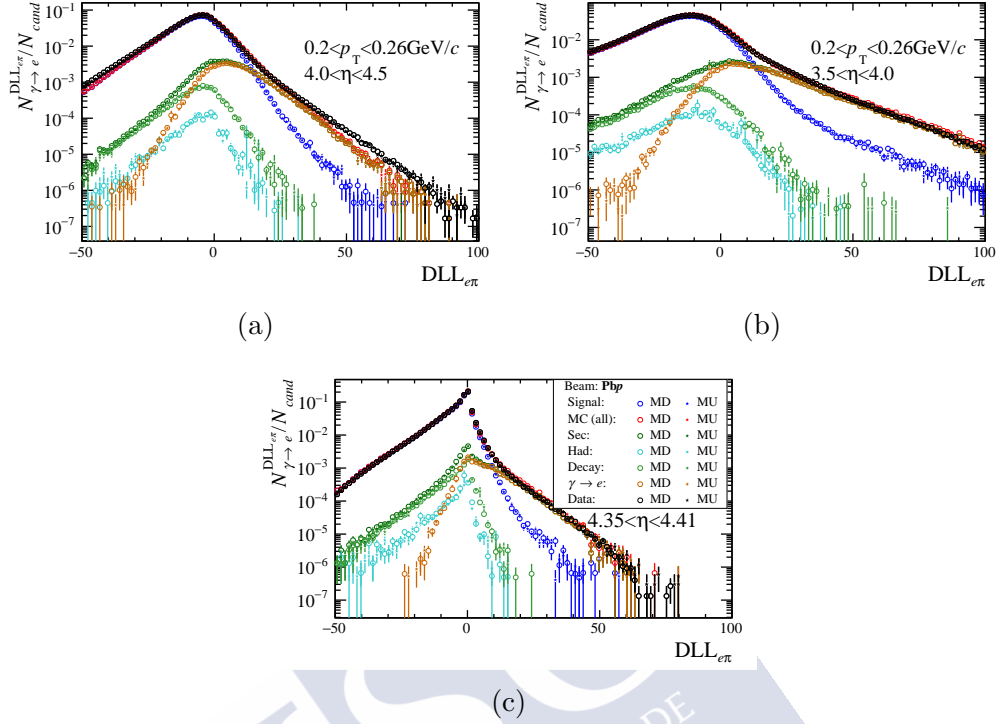 N^{DLL_{eπ}}_{γ→ e}/N_{cand}
10^{-1}
10^{-2}
10^{-3}
10^{-4}
10^{-5}
10^{-6}
10^{-7}
0.2<p_T<0.26GeV/c
4.0<η<4.5
−50 0 50 100
DLL_{eπ}
(a)
N^{DLL_{eπ}}_{γ→ e}/N_{cand}
10^{-1}
10^{-2}
10^{-3}
10^{-4}
10^{-5}
10^{-6}
10^{-7}
0.2<p_T<0.26GeV/c
3.5<η<4.0
−50 0 50 100
DLL_{eπ}
(b)
N^{DLL_{eπ}}_{γ→ e}/N_{cand}
10^{-1}
10^{-2}
10^{-3}
10^{-4}
10^{-5}
10^{-6}
10^{-7}
Beam: Pbp
Signal: MD MU
MC (all): MD MU
Sec: MD MU
Had: MD MU
Decay: MD MU
γ → e: MD MU
Data: MD MU
4.35<η<4.41
−50 0 50 100
DLL_{eπ}
(c)
DE